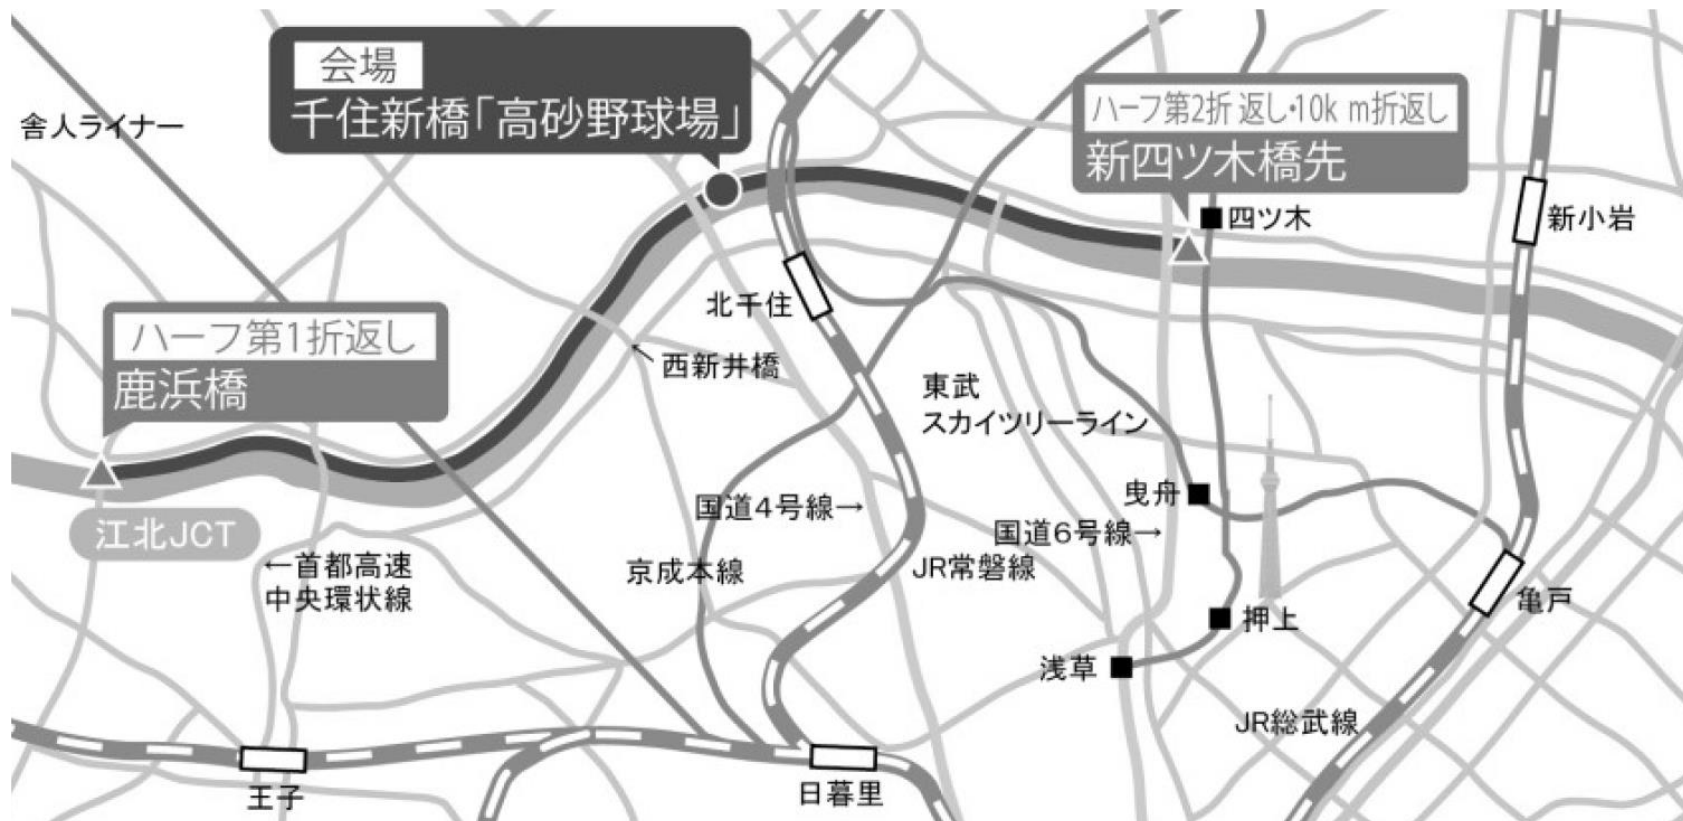 会場
千住新橋「高砂野球場」
ハーフ第2折 返し・10k m折返し
新四ツ木橋先
舎人ライナー
四ツ木
新小岩
北千住
ハーフ第1折返し
鹿浜橋
←西新井橋
東武
スカイツリーライン
曳舟
国道4号線→
国道6号線→
江北JCT
←首都高速
中央環状線
京成本線
JR常磐線
亀戸
押上
浅草
JR総武線
王子
日暮里